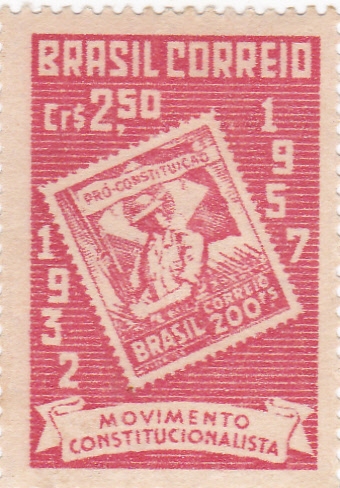 BRASIL CORREIO
Cr$2,50
1957
PRÓ-CONSTITUIÇÃO
BRASIL CORREIO
200 RS
1932
MOVIMENTO
CONSTITUCIONALISTA